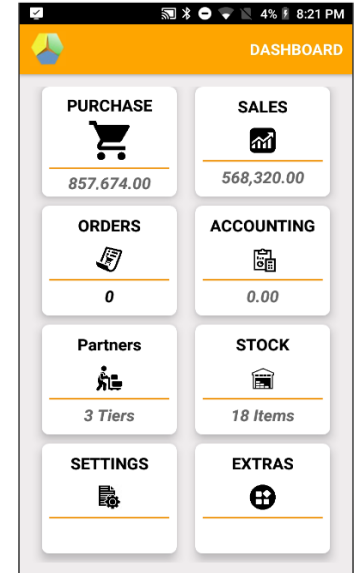 4% 8:21 PM
DASHBOARD
PURCHASE
857,674.00
SALES
568,320.00
ORDERS
0
ACCOUNTING
0.00
Partners
3 Tiers
STOCK
18 Items
SETTINGS
EXTRAS